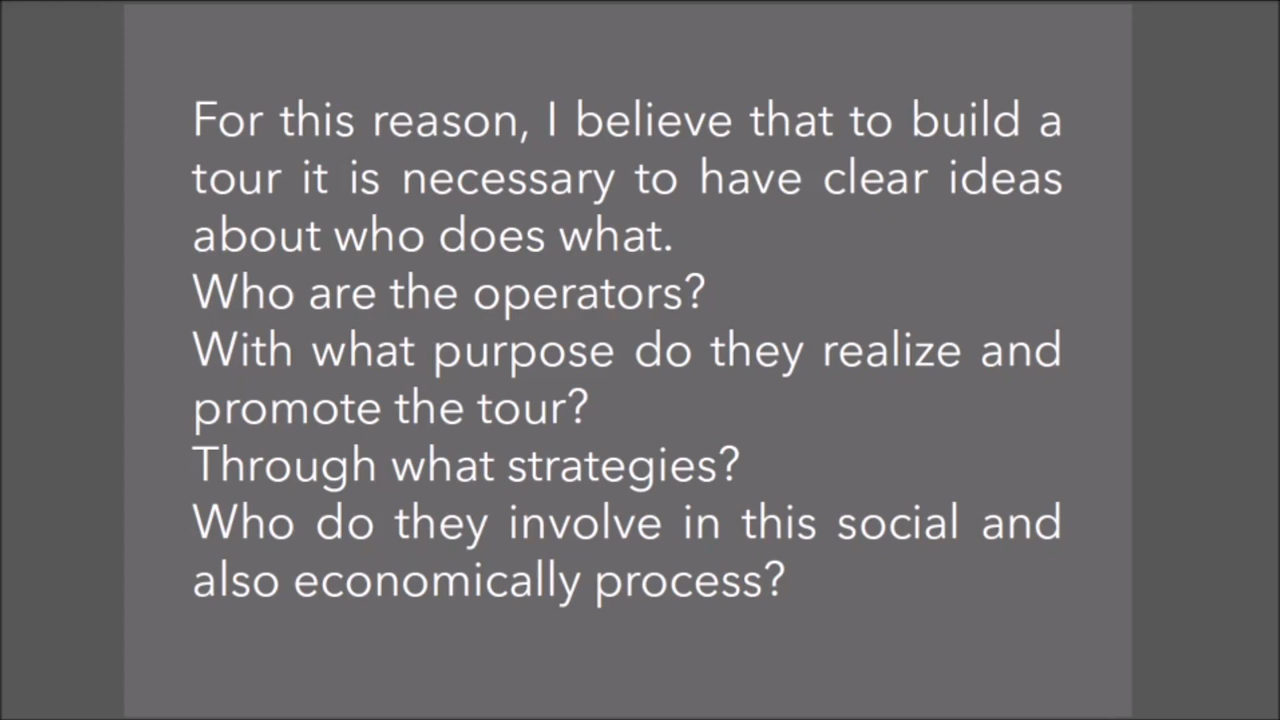 For this reason, I believe that to build a
tour it is necessary to have clear ideas
about who does what.
Who are the operators?
With what purpose do they realize and
promote the tour?
Through what strategies?
Who do they involve in this social and
also economically process?